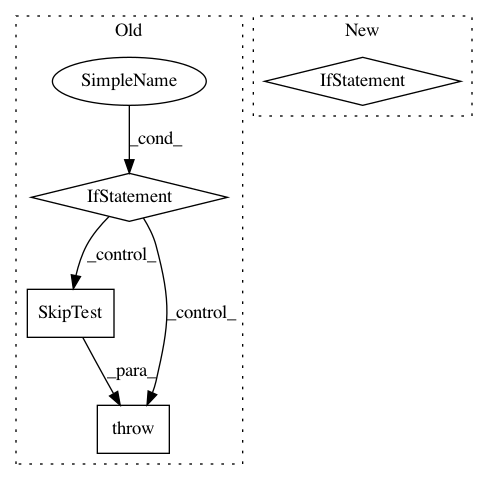 Old
New
SimpleName
IfStatement
_cond_
IfStatement
_control_
_control_
SkipTest
_para_
throw